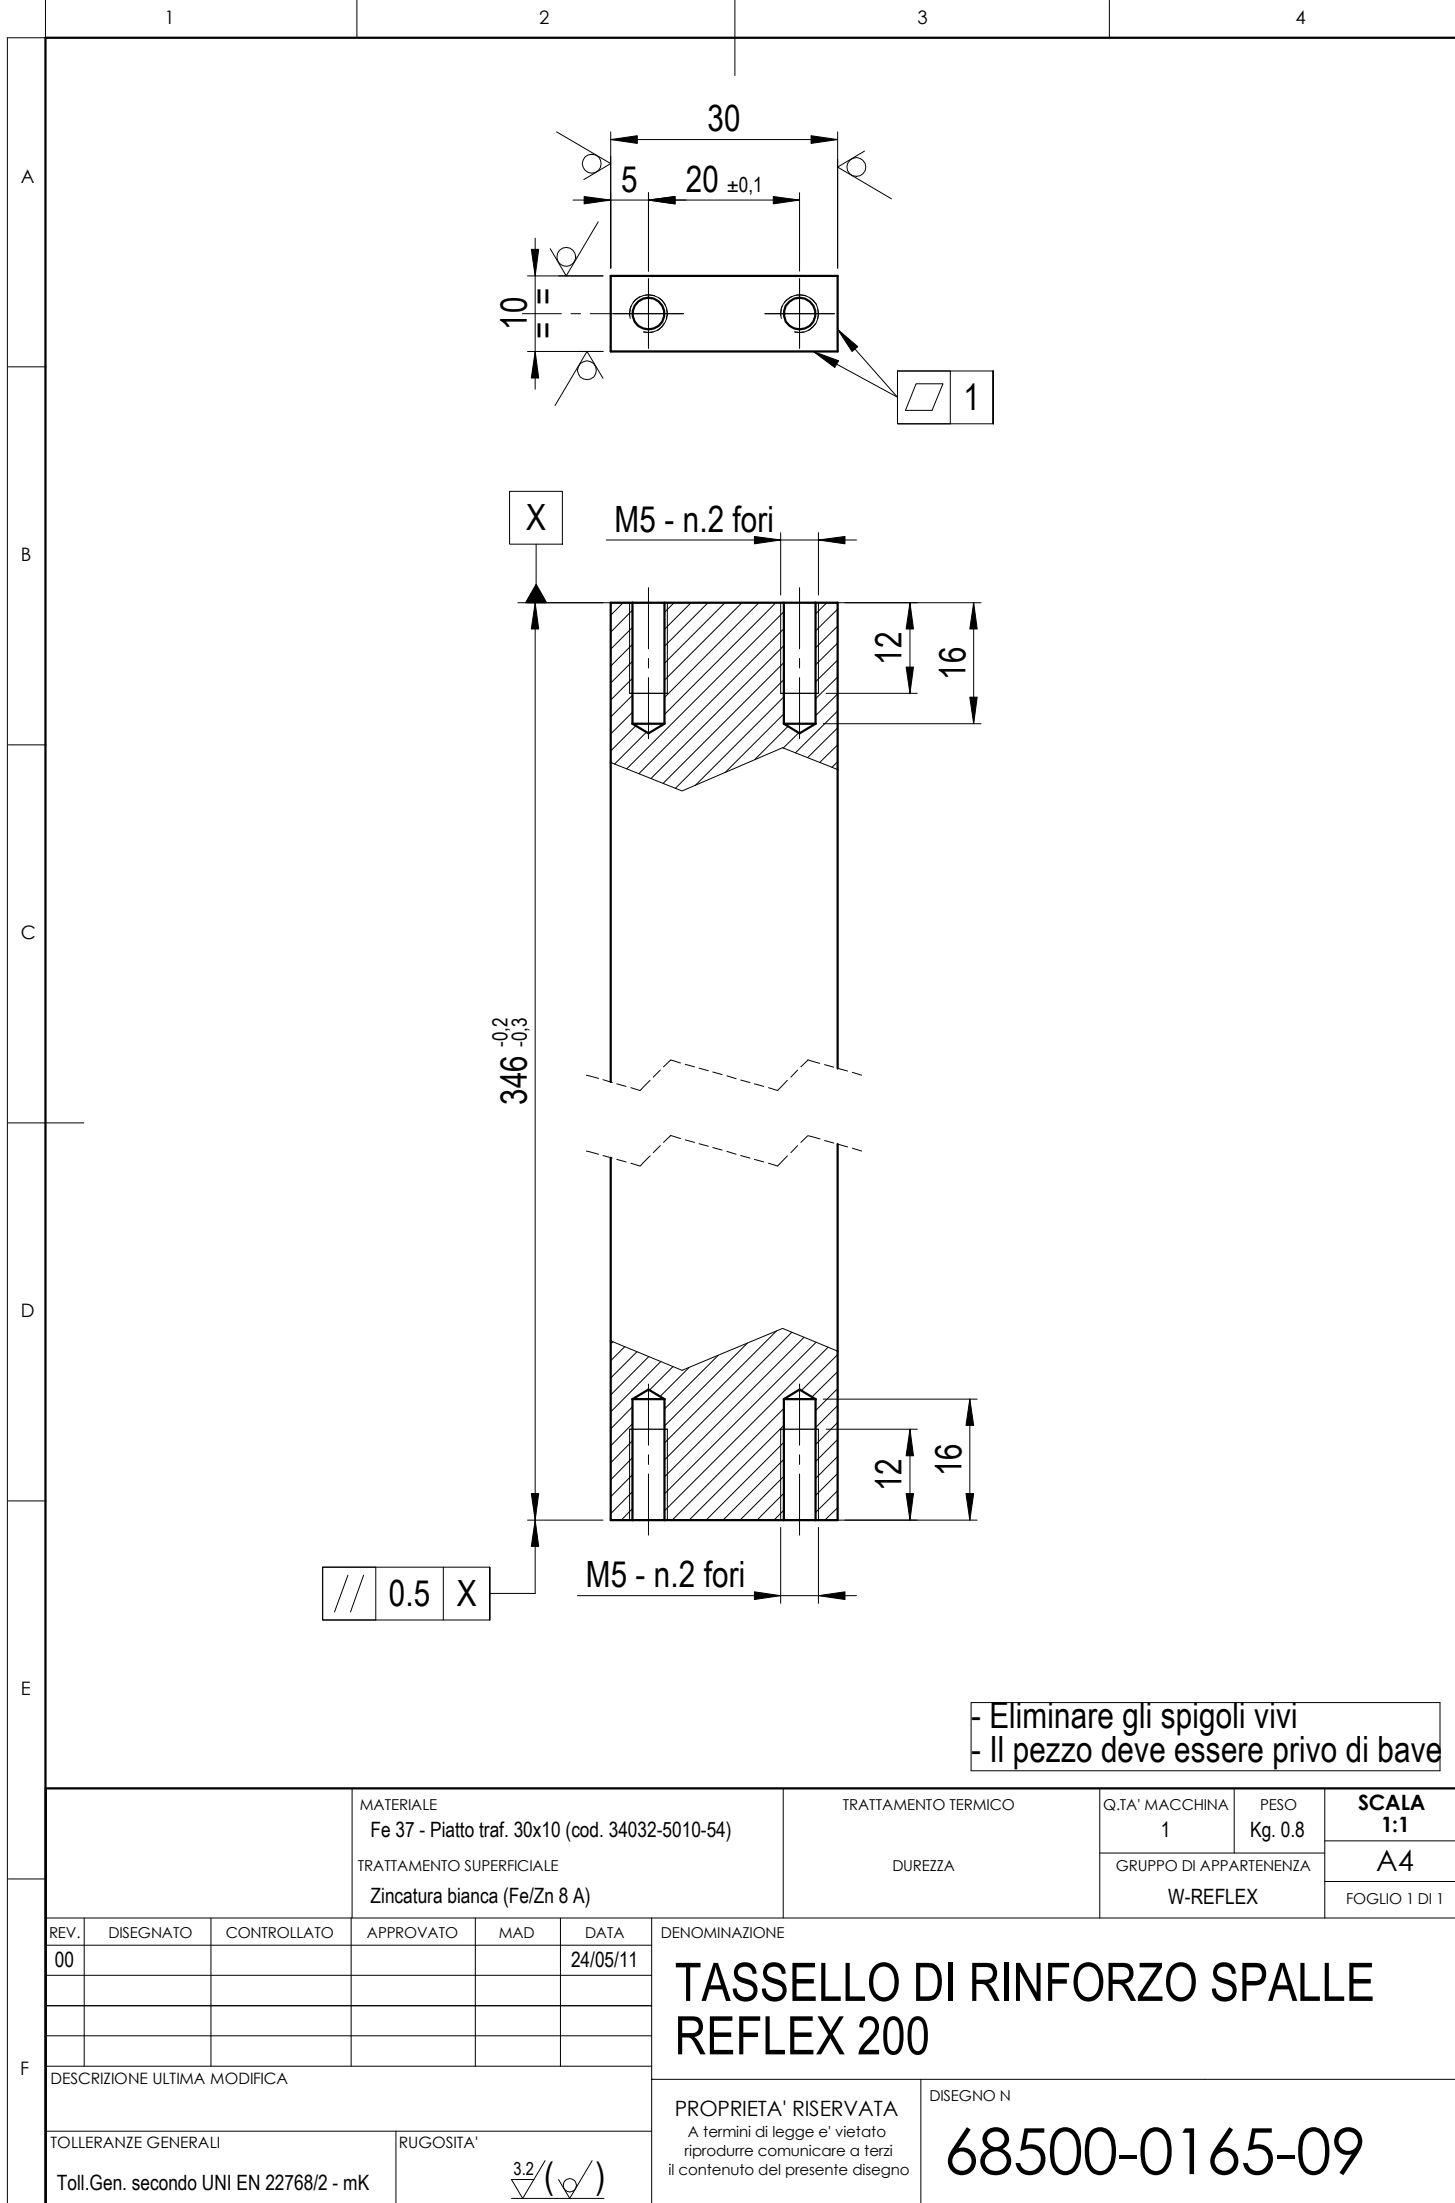 1 2 3 4
A
B
C
D
E
F
30
5 20 ±0,1
10 = =
1
X
M5 - n.2 fori
12
16
346 -0,2 -0,3
12
16
M5 - n.2 fori
// 0.5 X
- Eliminare gli spigoli vivi
- Il pezzo deve essere privo di bave
MATERIALE
Fe 37 - Piatto traf. 30x10 (cod. 34032-5010-54)
TRATTAMENTO SUPERFICIALE
Zincatura bianca (Fe/Zn 8 A)
TRATTAMENTO TERMICO
DUREZZA
Q.TA' MACCHINA
1
PESO
Kg. 0.8
GRUPPO DI APPARTENENZA
W-REFLEX
SCALA
1:1
A4
FOGLIO 1 DI 1
REV. DISEGNATO CONTROLLATO APPROVATO MAD DATA
00 24/05/11
DESCRIZIONE ULTIMA MODIFICA
TOLLERANZE GENERALI
Toll.Gen. secondo UNI EN 22768/2 - mK
RUGOSITA'
3.2 / ( )
DENOMINAZIONE
TASSELLO DI RINFORZO SPALLE
REFLEX 200
PROPRIETA' RISERVATA
A termini di legge e' vietato
riprodurre comunicare a terzi
il contenuto del presente disegno
DISEGNO N
68500-0165-09